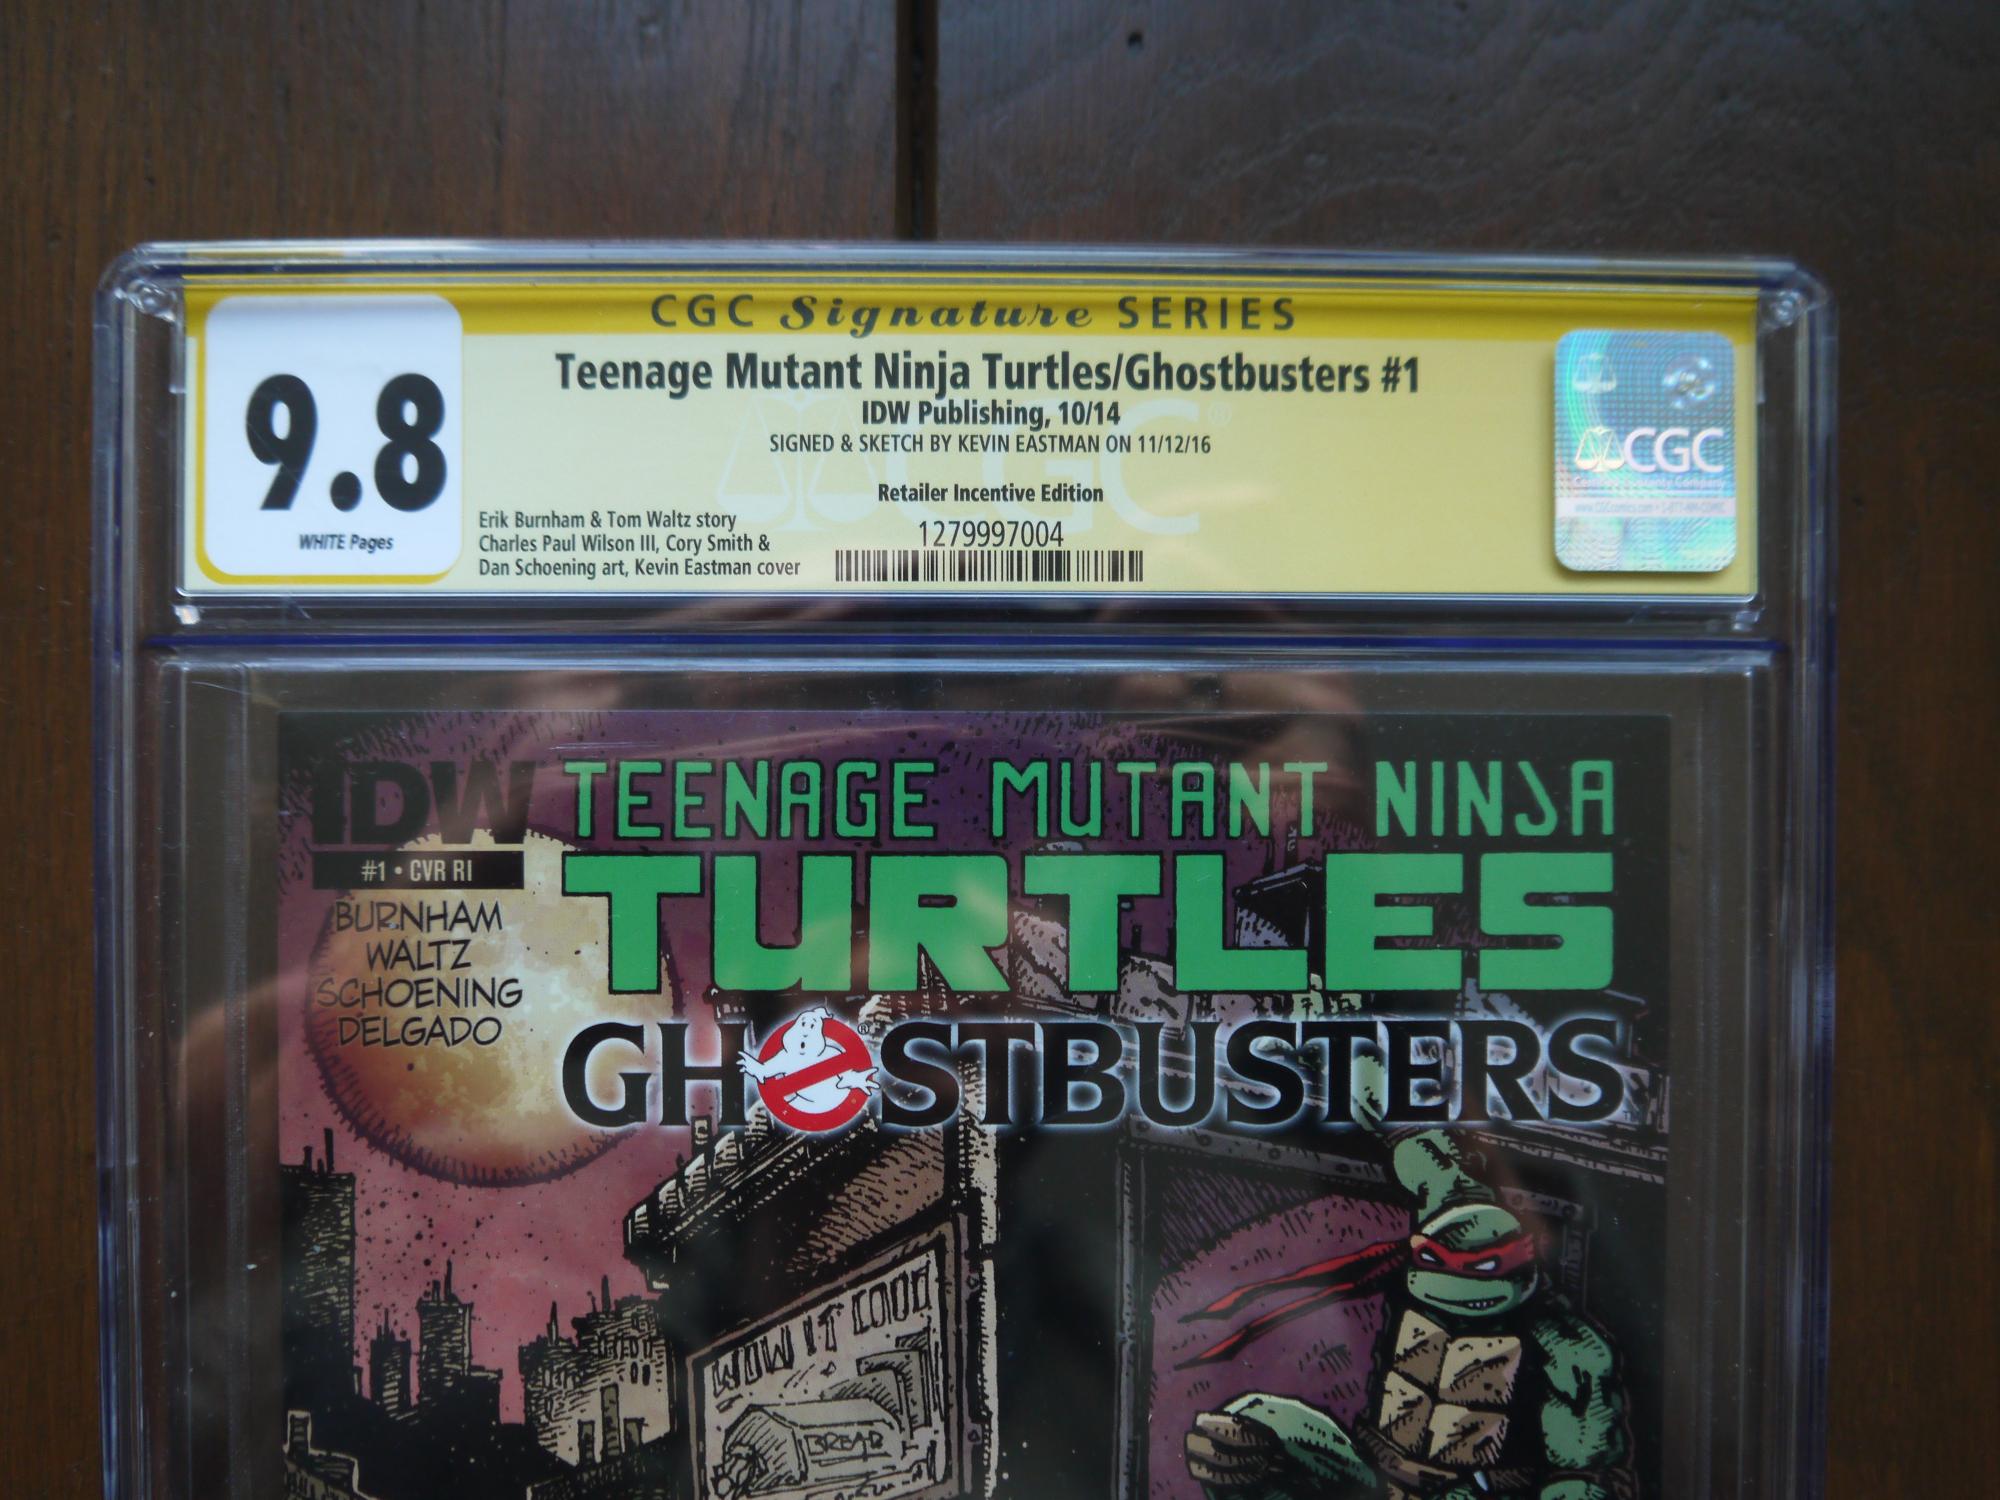 CGC Signature SERIES
9.8
WHITE Pages
Teenage Mutant Ninja Turtles/Ghostbusters #1
IDW Publishing, 10/14
SIGNED & SKETCH BY KEVIN EASTMAN ON 11/12/16
Retailer Incentive Edition
1279997004
Erik Burnham & Tom Waltz story
Charles Paul Wilson III, Cory Smith &
Dan Schoening art, Kevin Eastman cover
CGC
IDW
#1 • CVR RI
BURNHAM
WALTZ
SCHOENING
DELGADO
TEENAGE MUTANT NINJA
TURTLES
GHOSTBUSTERS
WOW IT
BREAD